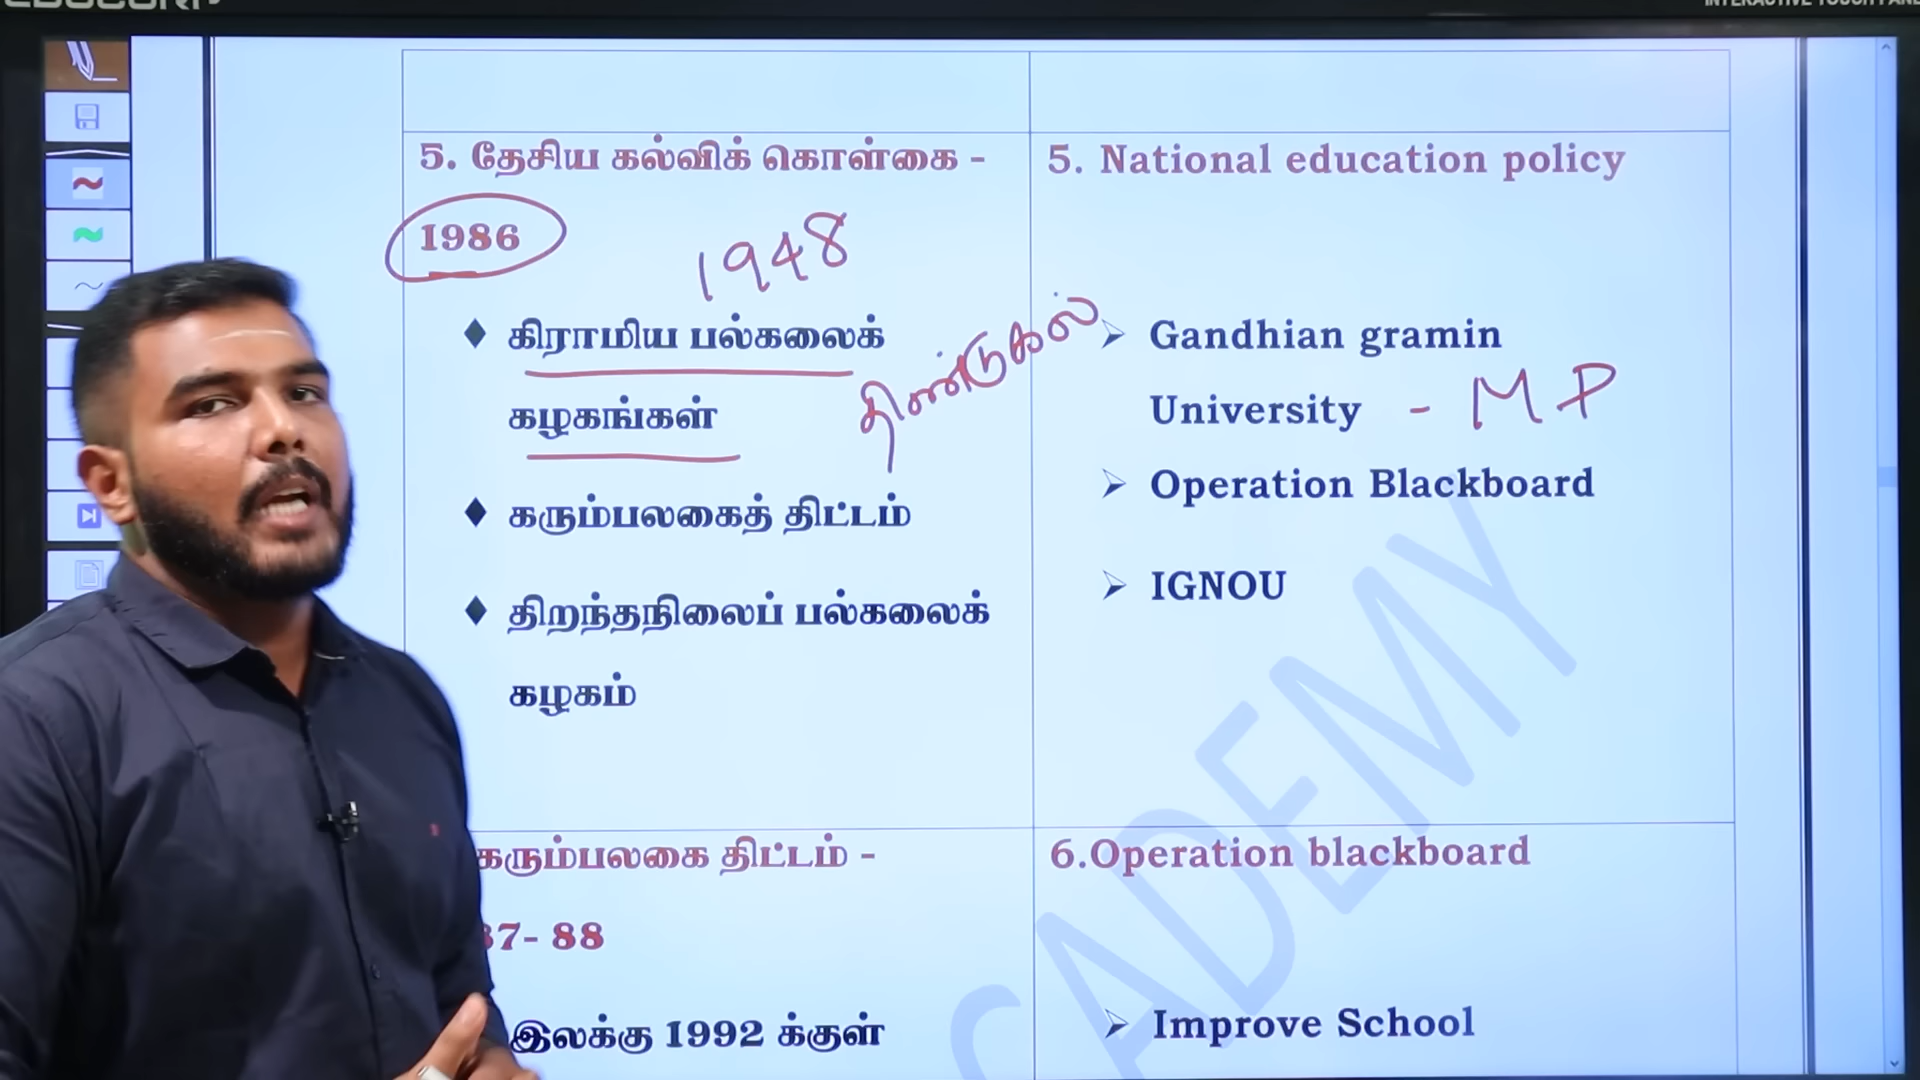 5. தேசிய கல்விக் கொள்கை -
1986
1948
♦ கிராமிய பல்கலைக்
கழகங்கள்
திண்டுகல்
♦ கரும்பலகைத் திட்டம்
♦ திறந்தநிலைப் பல்கலைக்
கழகம்
5. National education policy
➢ Gandhian gramin
University - MP
➢ Operation Blackboard
➢ IGNOU
கரும்பலகை திட்டம் -
87- 88
இலக்கு 1992 க்குள்
6.Operation blackboard
➢ Improve School
CADEMY